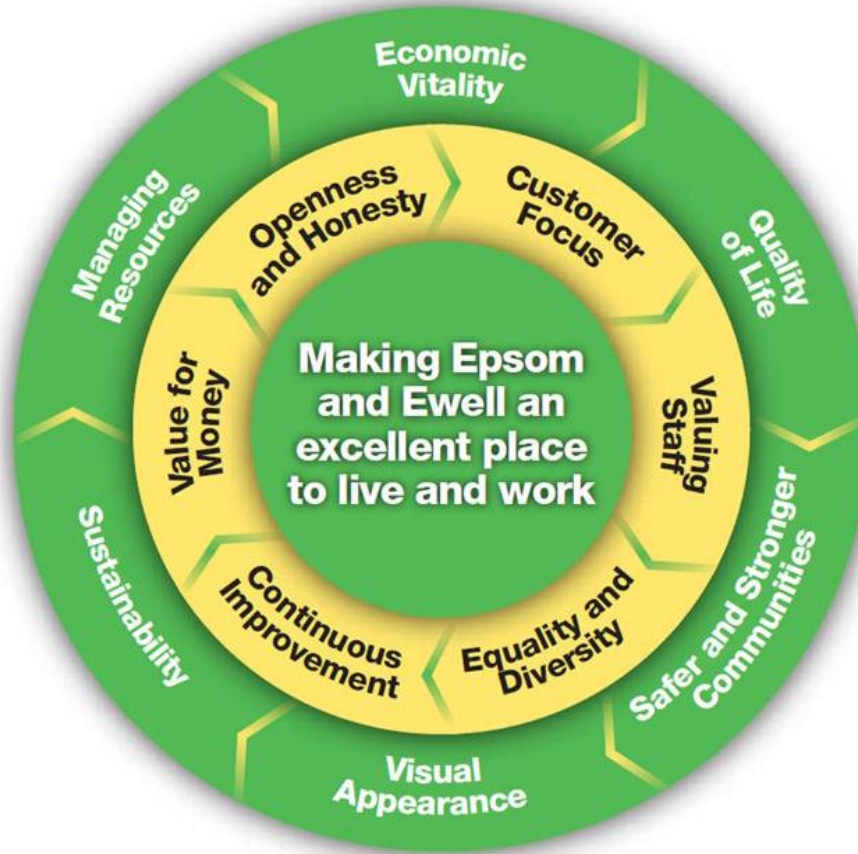 Economic
Vitality
Quality
of Life
Safer and Stronger
Communities
Visual
Appearance
Sustainability
Managing
Resources
Openness
and Honesty
Customer
Focus
Valuing
Staff
Equality and
Diversity
Continuous
Improvement
Value for
Money
Making Epsom
and Ewell an
excellent place
to live and work